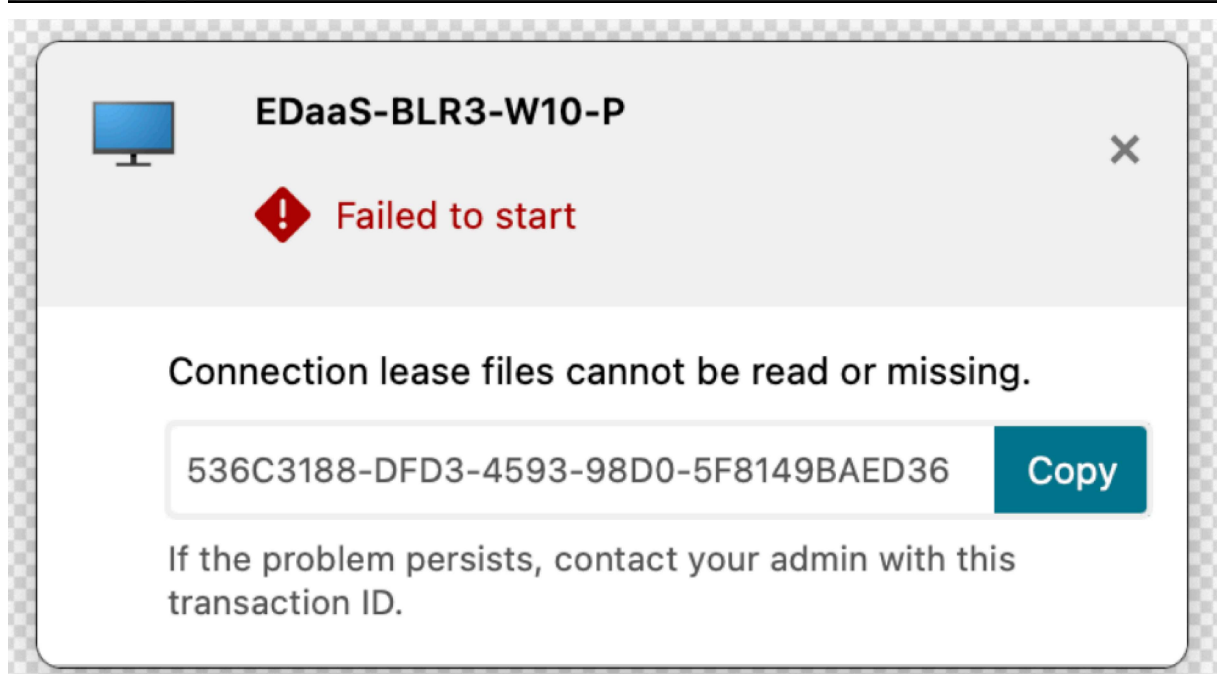 EDaaS-BLR3-W10-P
Failed to start
Connection lease files cannot be read or missing.
536C3188-DFD3-4593-98D0-5F8149BAED36
Copy
If the problem persists, contact your admin with this
transaction ID.